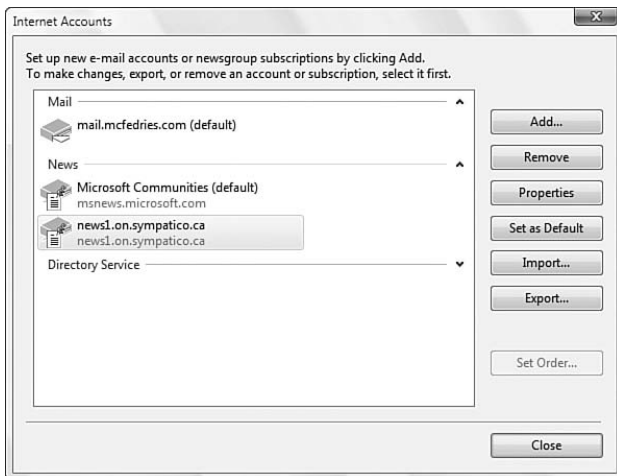 Internet Accounts
X
Set up new e-mail accounts or newsgroup subscriptions by clicking Add.
To make changes, export, or remove an account or subscription, select it first.
Mail
mail.mcfedries.com (default)
News
Microsoft Communities (default)
msnews.microsoft.com
news1.on.sympatico.ca
news1.on.sympatico.ca
Directory Service
Add...
Remove
Properties
Set as Default
Import...
Export...
Set Order...
Close